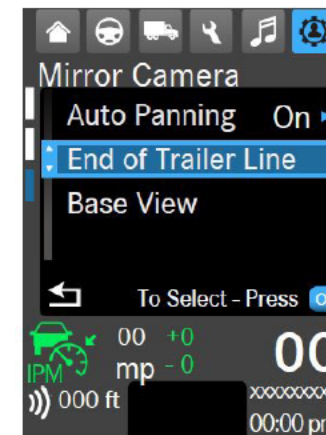 Mirror Camera
Auto Panning On
End of Trailer Line
Base View
To Select - Press
00 +0 00
IPM mp - 0
000 ft xxxxxxxx
00:00